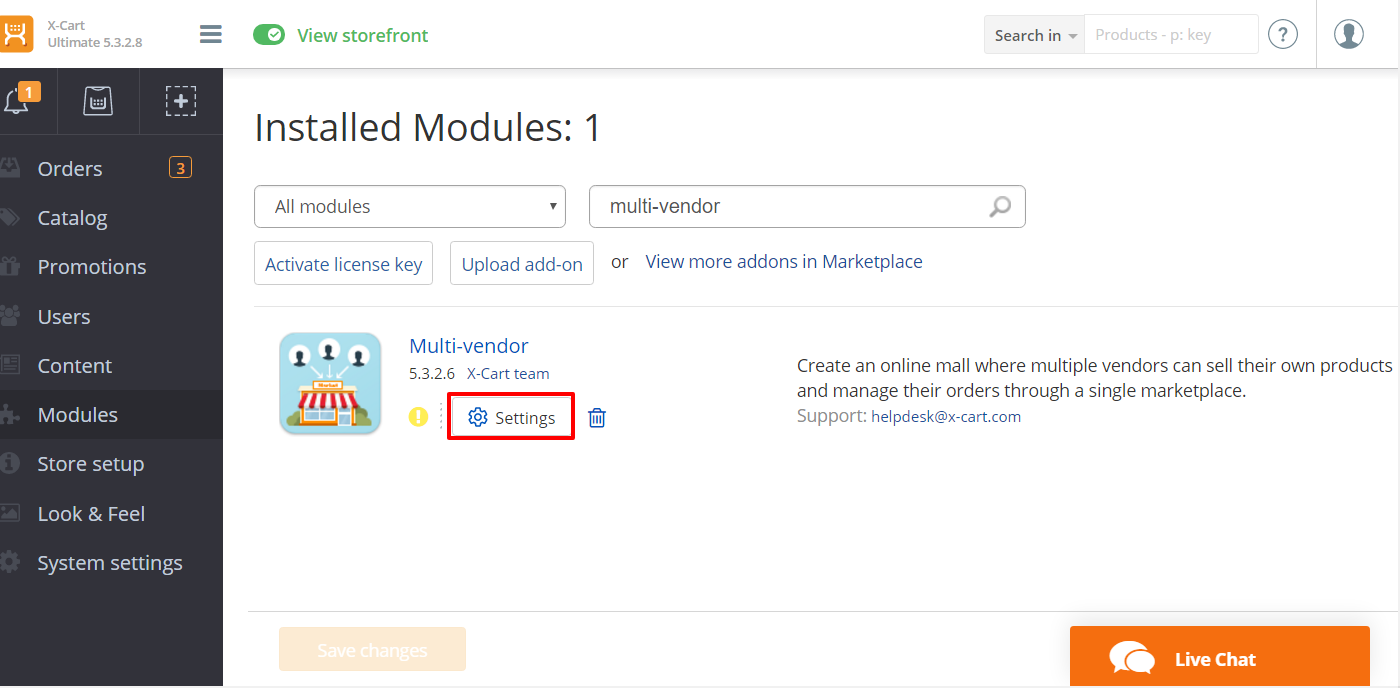 X-Cart
Ultimate 5.3.2.8
View storefront
Search in
Products - p: key
?
1
Orders
3
Catalog
Promotions
Users
Content
Modules
Store setup
Look & Feel
System settings
Installed Modules: 1
All modules
multi-vendor
Activate license key
Upload add-on
or
View more addons in Marketplace
Market
Multi-vendor
5.3.2.6 X-Cart team
Settings
Create an online mall where multiple vendors can sell their own products
and manage their orders through a single marketplace.
Support: helpdesk@x-cart.com
Save changes
Live Chat